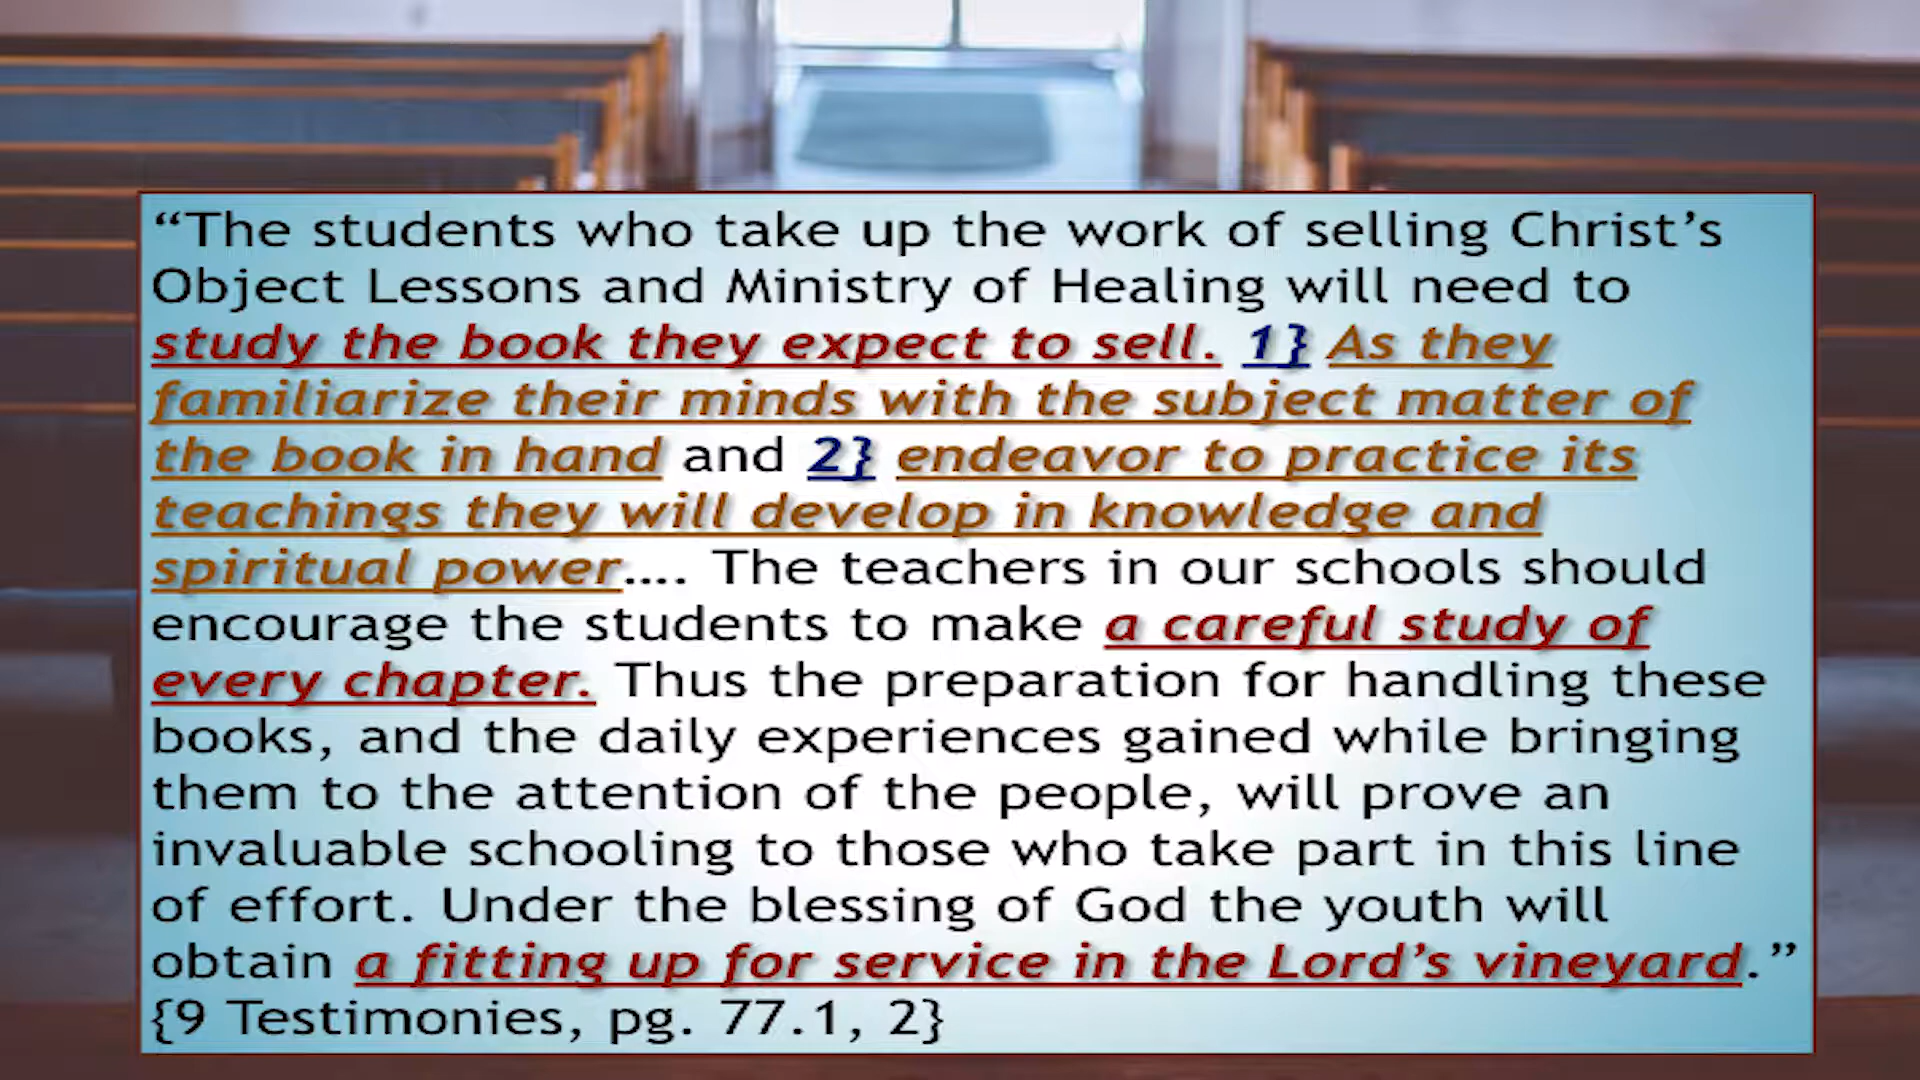 “The students who take up the work of selling Christ’s
Object Lessons and Ministry of Healing will need to
study the book they expect to sell. 1} As they
familiarize their minds with the subject matter of
the book in hand and 2} endeavor to practice its
teachings they will develop in knowledge and
spiritual power…. The teachers in our schools should
encourage the students to make a careful study of
every chapter. Thus the preparation for handling these
books, and the daily experiences gained while bringing
them to the attention of the people, will prove an
invaluable schooling to those who take part in this line
of effort. Under the blessing of God the youth will
obtain a fitting up for service in the Lord’s vineyard.”
{9 Testimonies, pg. 77.1, 2}